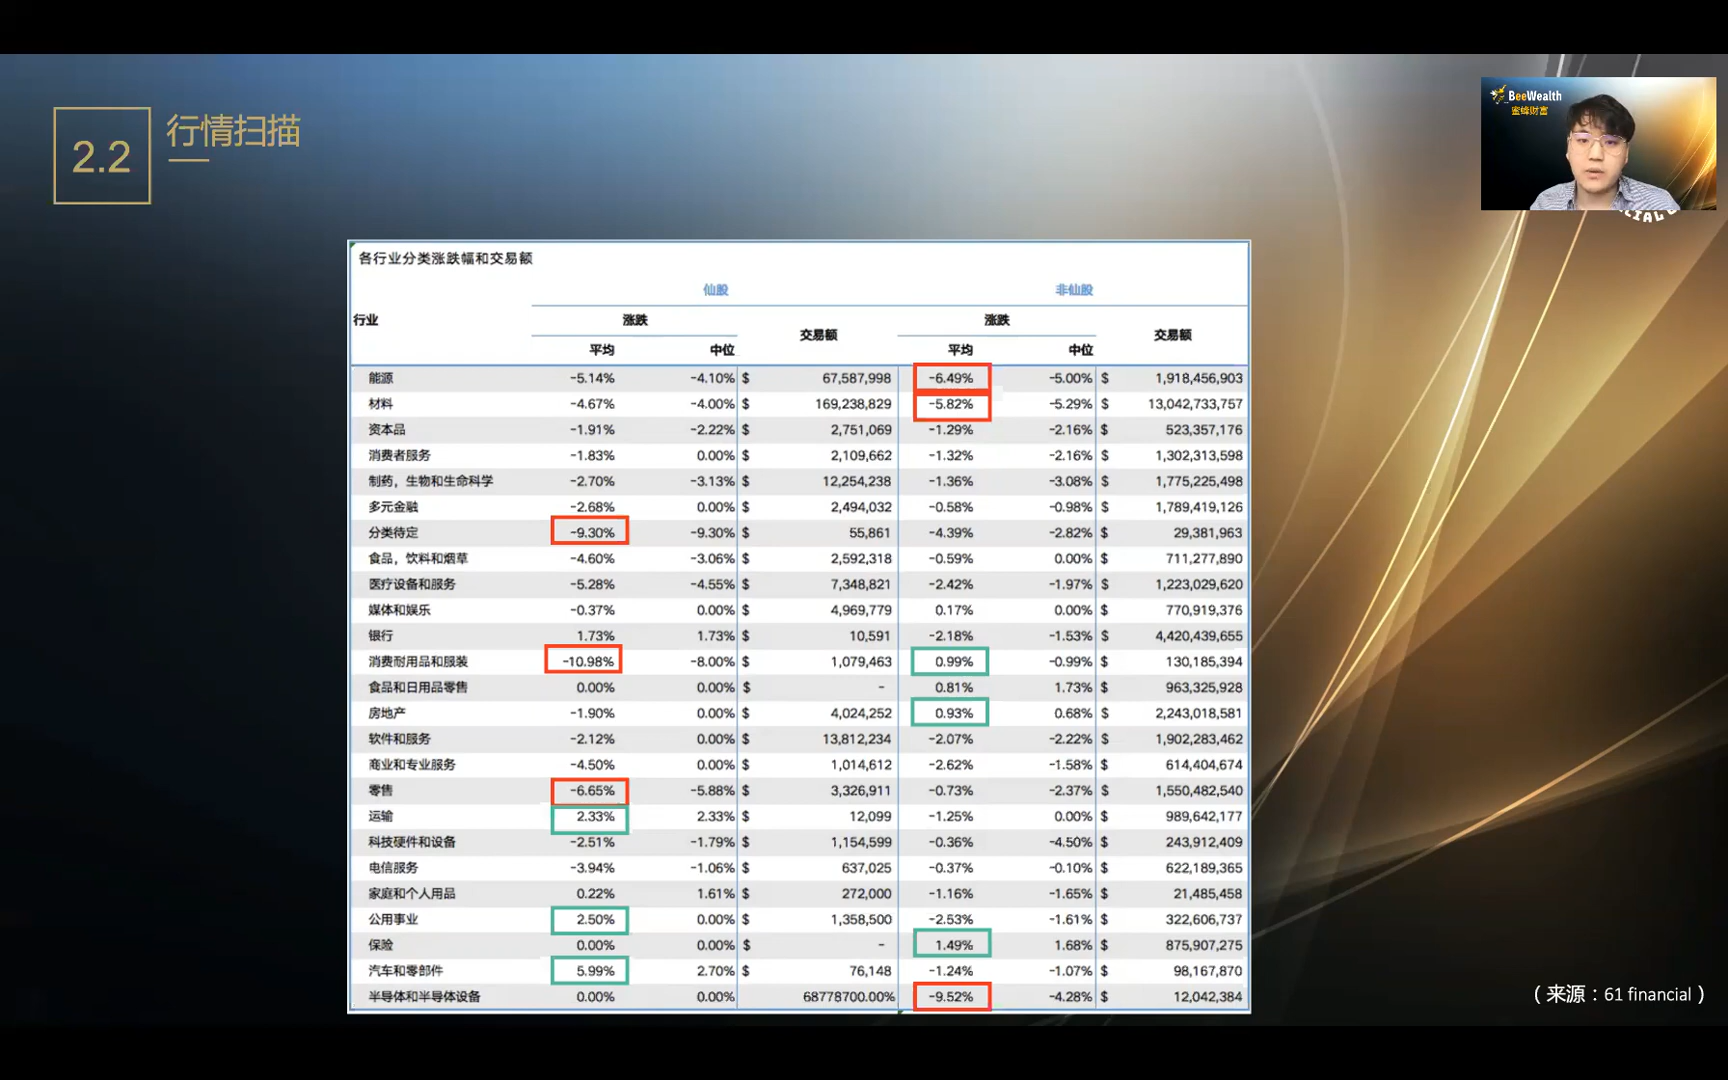 2.2
行情扫描
BeeWealth
蜜蜂财富
各行业分类涨跌幅和交易额
仙股 非仙股
行业 涨跌 交易额 涨跌 交易额
平均 中位 平均 中位
能源 -5.14% -4.10% $ 67,587,998 -6.49% -5.00% $ 1,918,456,903
材料 -4.67% -4.00% $ 169,238,829 -5.82% -5.29% $ 13,042,733,757
资本品 -1.91% -2.22% $ 2,751,069 -1.29% -2.16% $ 523,357,176
消费者服务 -1.83% 0.00% $ 2,109,662 -1.32% -2.16% $ 1,302,313,598
制药，生物和生命科学 -2.70% -3.13% $ 12,254,238 -1.36% -3.08% $ 1,775,225,498
多元金融 -2.68% 0.00% $ 2,494,032 -0.58% -0.98% $ 1,789,419,126
分类待定 -9.30% -9.30% $ 55,861 -4.39% -2.82% $ 29,381,963
食品，饮料和烟草 -4.60% -3.06% $ 2,592,318 -0.59% 0.00% $ 711,277,890
医疗设备和服务 -5.28% -4.55% $ 7,348,821 -2.42% -1.97% $ 1,223,029,620
媒体和娱乐 -0.37% 0.00% $ 4,969,779 0.17% 0.00% $ 770,919,376
银行 1.73% 1.73% $ 10,591 -2.18% -1.53% $ 4,420,439,655
消费耐用品和服装 -10.98% -8.00% $ 1,079,463 0.99% -0.99% $ 130,185,394
食品和日用品零售 0.00% 0.00% $ - 0.81% 1.73% $ 963,325,928
房地产 -1.90% 0.00% $ 4,024,252 0.93% 0.68% $ 2,243,018,581
软件和服务 -2.12% 0.00% $ 13,812,234 -2.07% -2.22% $ 1,902,283,462
商业和专业服务 -4.50% 0.00% $ 1,014,612 -2.62% -1.58% $ 614,404,674
零售 -6.65% -5.88% $ 3,326,911 -0.73% -2.37% $ 1,550,482,540
运输 2.33% 2.33% $ 12,099 -1.25% 0.00% $ 989,642,177
科技硬件和设备 -2.51% -1.79% $ 1,154,599 -0.36% -4.50% $ 243,912,409
电信服务 -3.94% -1.06% $ 637,025 -0.37% -0.10% $ 622,189,365
家庭和个人用品 0.22% 1.61% $ 272,000 -1.16% -1.65% $ 21,485,458
公用事业 2.50% 0.00% $ 1,358,500 -2.53% -1.61% $ 322,606,737
保险 0.00% 0.00% $ - 1.49% 1.68% $ 875,907,275
汽车和零部件 5.99% 2.70% $ 76,148 -1.24% -1.07% $ 98,167,870
半导体和半导体设备 0.00% 0.00% 68778700.00% -9.52% -4.28% $ 12,042,384
（来源：61 financial）